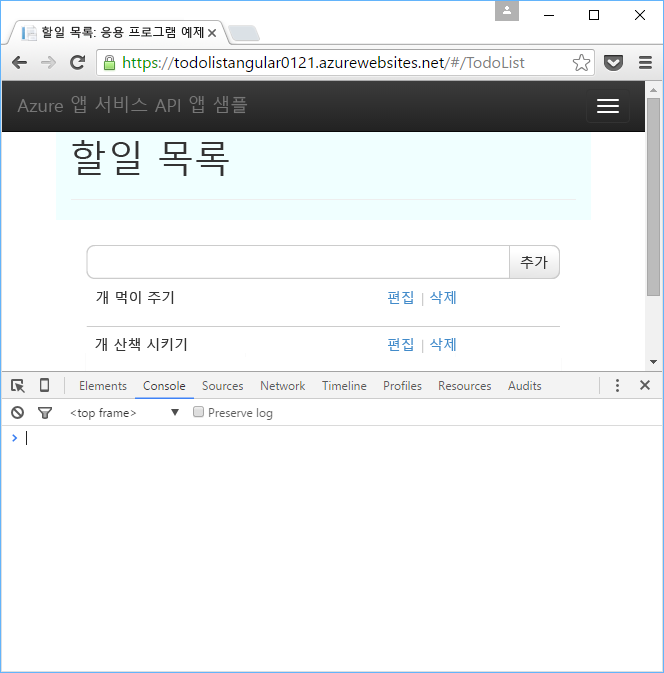 할일 목록: 응용 프로그램 예제
https://todolistangular0121.azurewebsites.net/#/TodoList
Azure 앱 서비스 API 앱 샘플
할일 목록
추가
개 먹이 주기 편집 | 삭제
개 산책 시키기 편집 | 삭제
Elements Console Sources Network Timeline Profiles Resources Audits
<top frame> Preserve log